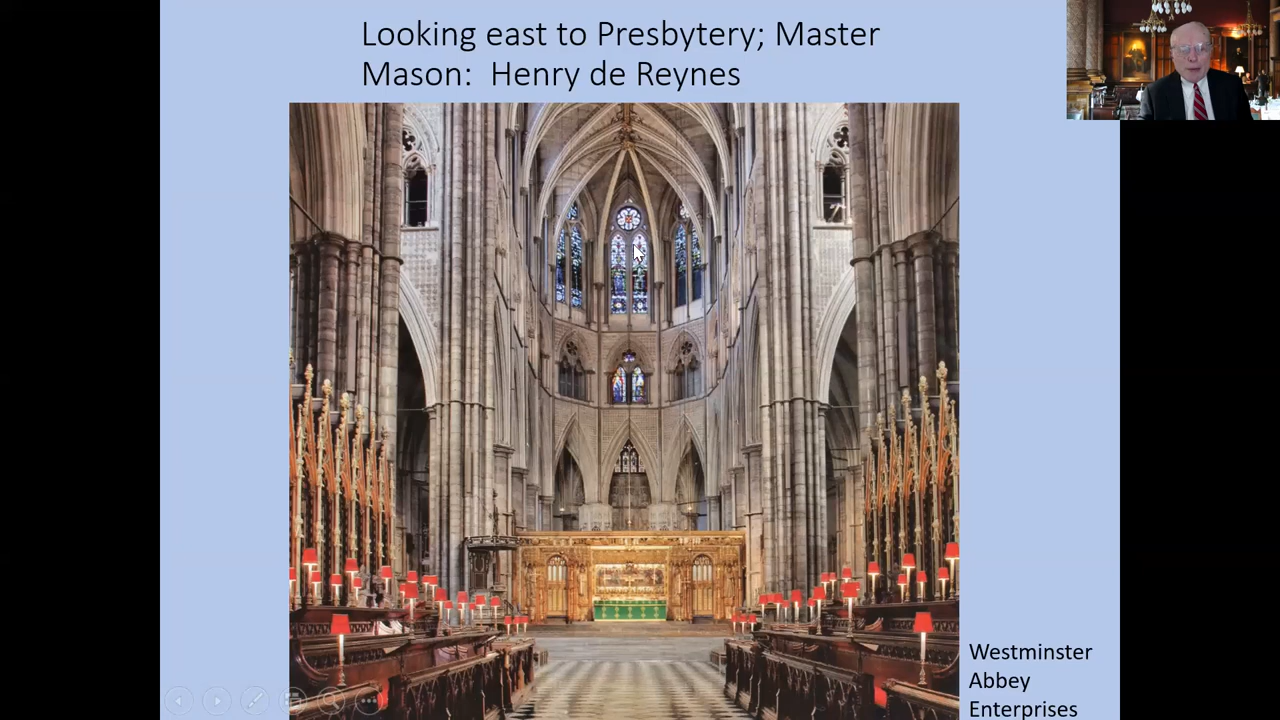 Looking east to Presbytery; Master
Mason: Henry de Reynes
Westminster
Abbey
Enterprises